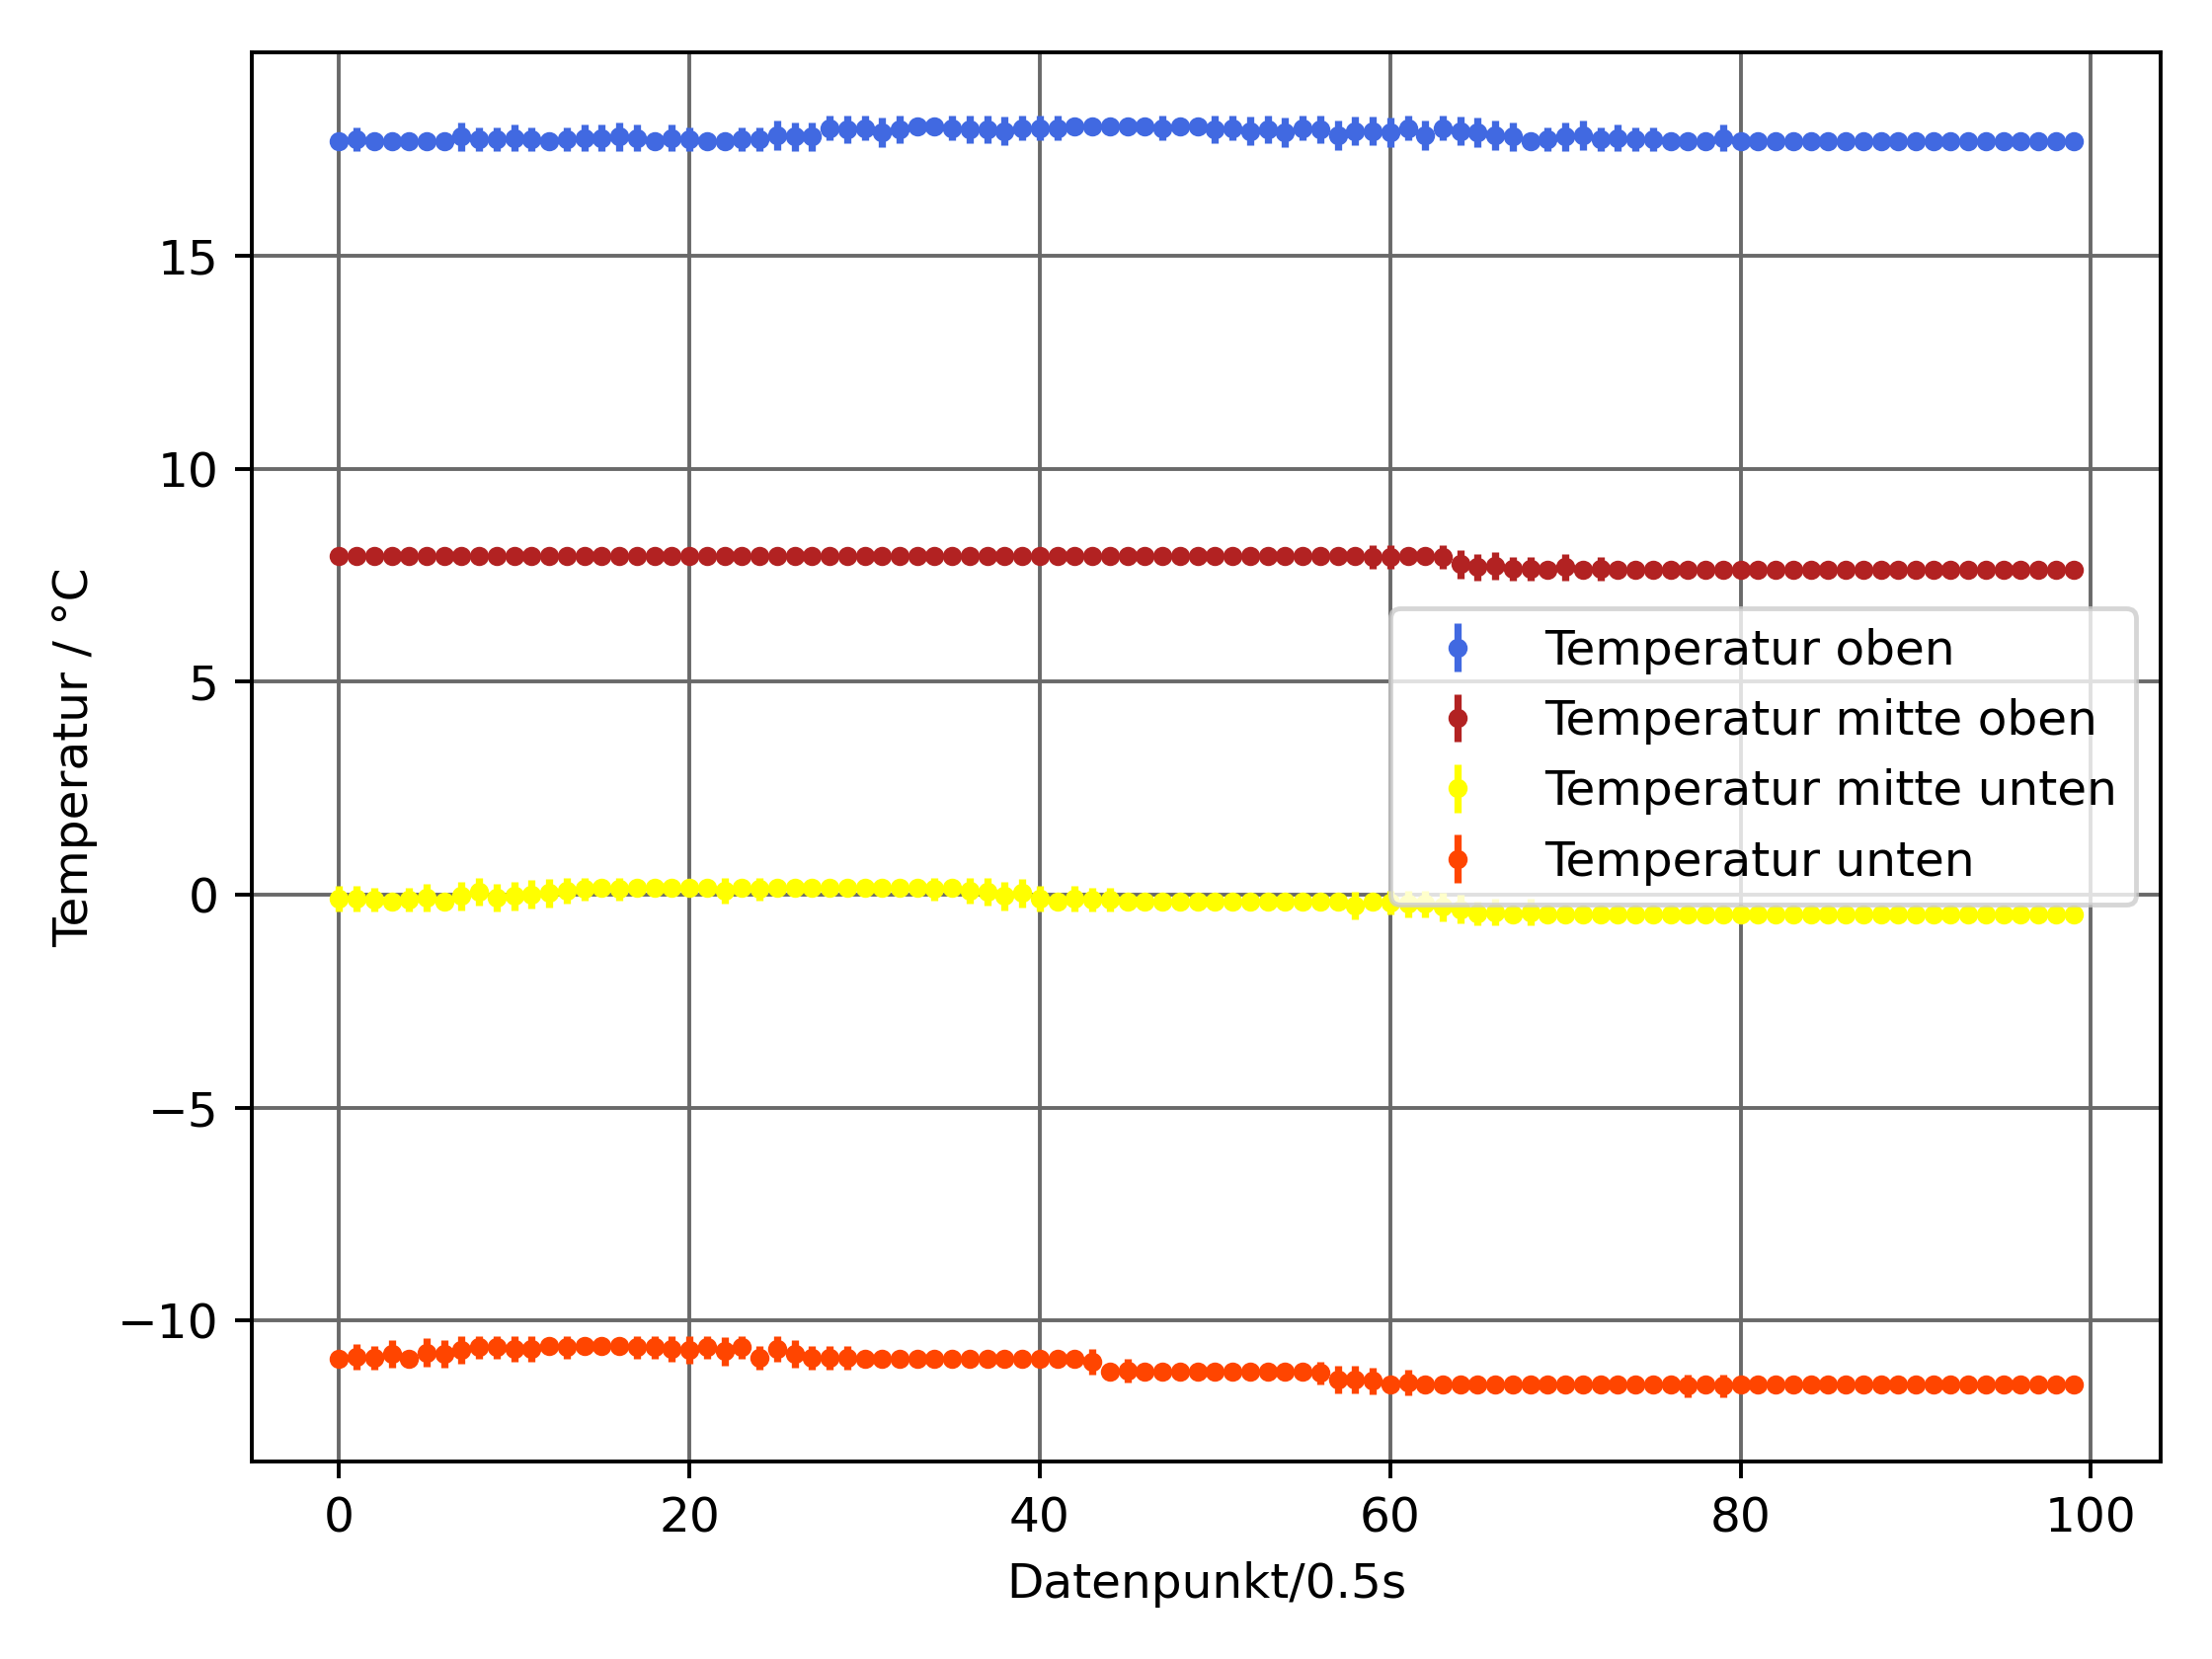 Temperatur / °C
15
10
5
0
−5
−10
Temperatur oben
Temperatur mitte oben
Temperatur mitte unten
Temperatur unten
0 20 40 60 80 100
Datenpunkt/0.5s